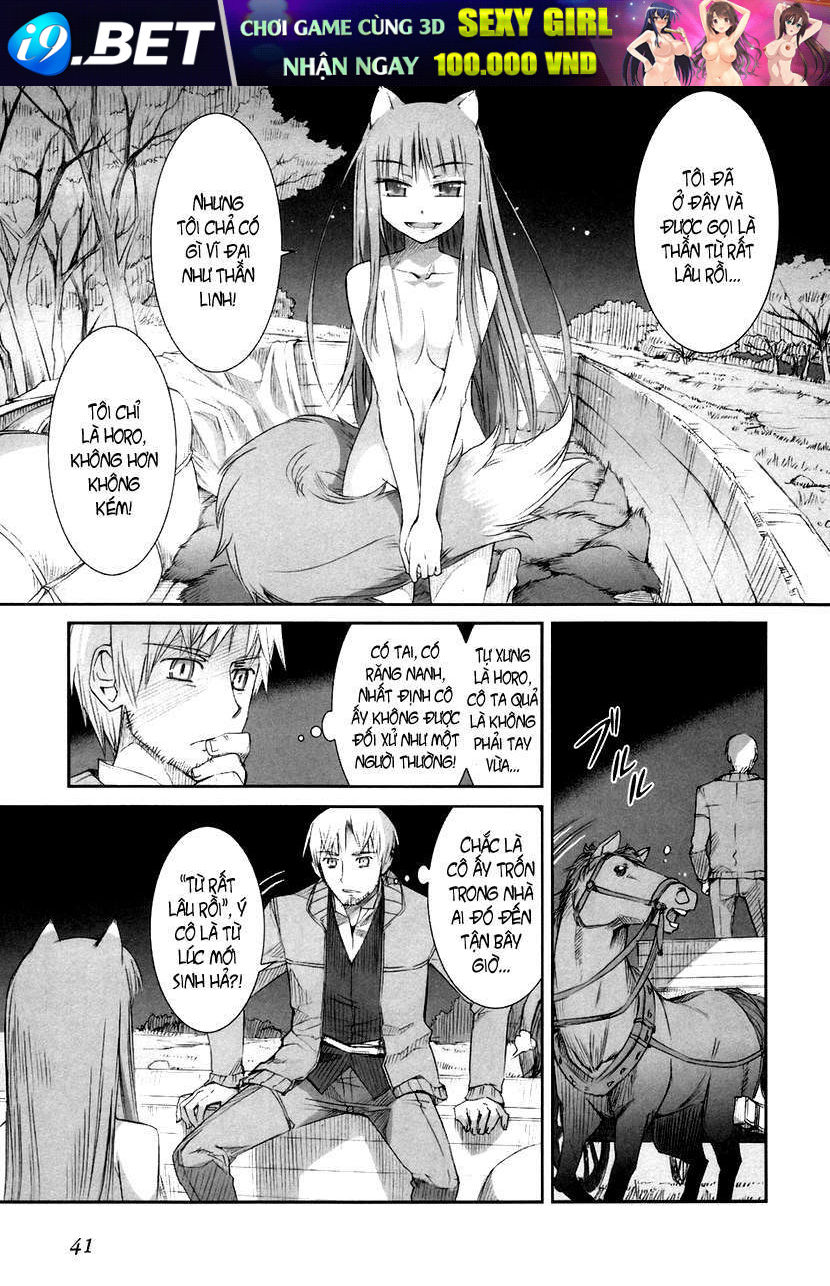 i9.BET
CHƠI GAME CÙNG 3D SEXY GIRL
NHẬN NGAY 100.000 VND
TÔI ĐÃ
Ở ĐÂY VÀ
ĐƯỢC GỌI
LÀ THẦN TỪ RẤT
LÂU RỒI...
NHƯNG
TÔI CHẢ CÓ
GÌ VĨ ĐẠI
NHƯ THẦN
LINH!
TÔI CHỈ
LÀ HORO,
KHÔNG HƠN
KHÔNG
KÉM!
ブルル
TỰ XƯNG
LÀ HORO,
CÔ TA QUẢ
LÀ KHÔNG
PHẢI TAY
VỪA...
CÓ TAI, CÓ
RĂNG NANH,
NHẤT ĐỊNH CÔ
ẤY KHÔNG ĐƯỢC
ĐỐI XỬ NHƯ MỘT
NGƯỜI THƯỜNG!
CHẮC LÀ
CÔ ẤY TRỐN
TRONG NHÀ
AI ĐÓ ĐẾN
TẬN BÂY
GIỜ...
"TỪ RẤT
LÂU RỒI", Ý
CÔ LÀ TỪ
LÚC MỚI
SINH HẢ?!
41